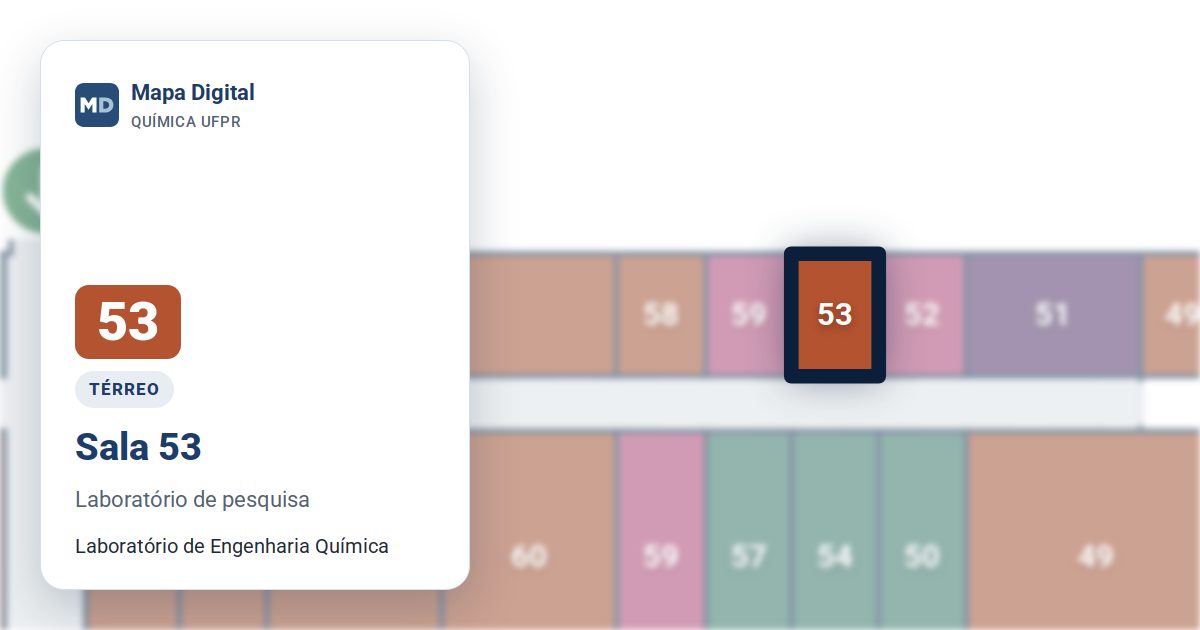 MD
Mapa Digital
QUÍMICA UFPR
53
TÉRREO
Sala 53
Laboratório de pesquisa
Laboratório de Engenharia Química
58
59
53
52
51
49
60
59
57
54
50
49